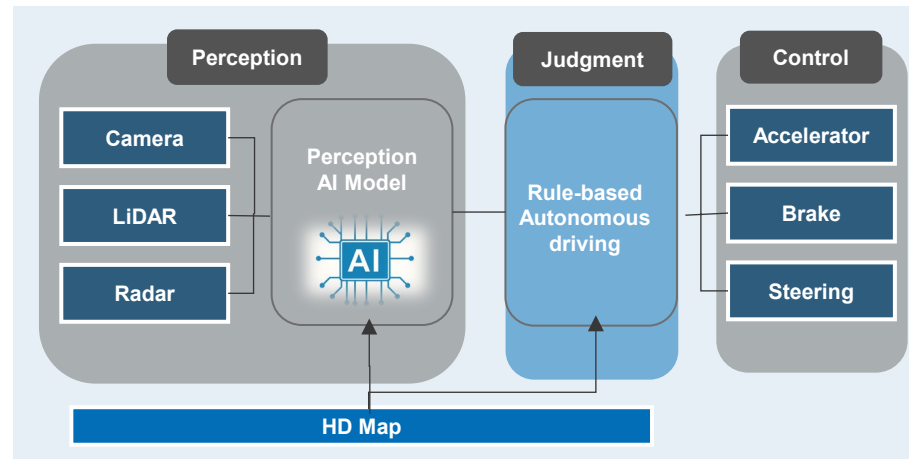 Perception
Judgment
Control
Camera
LiDAR
Radar
Perception
AI Model
AI
Rule-based
Autonomous
driving
Accelerator
Brake
Steering
HD Map